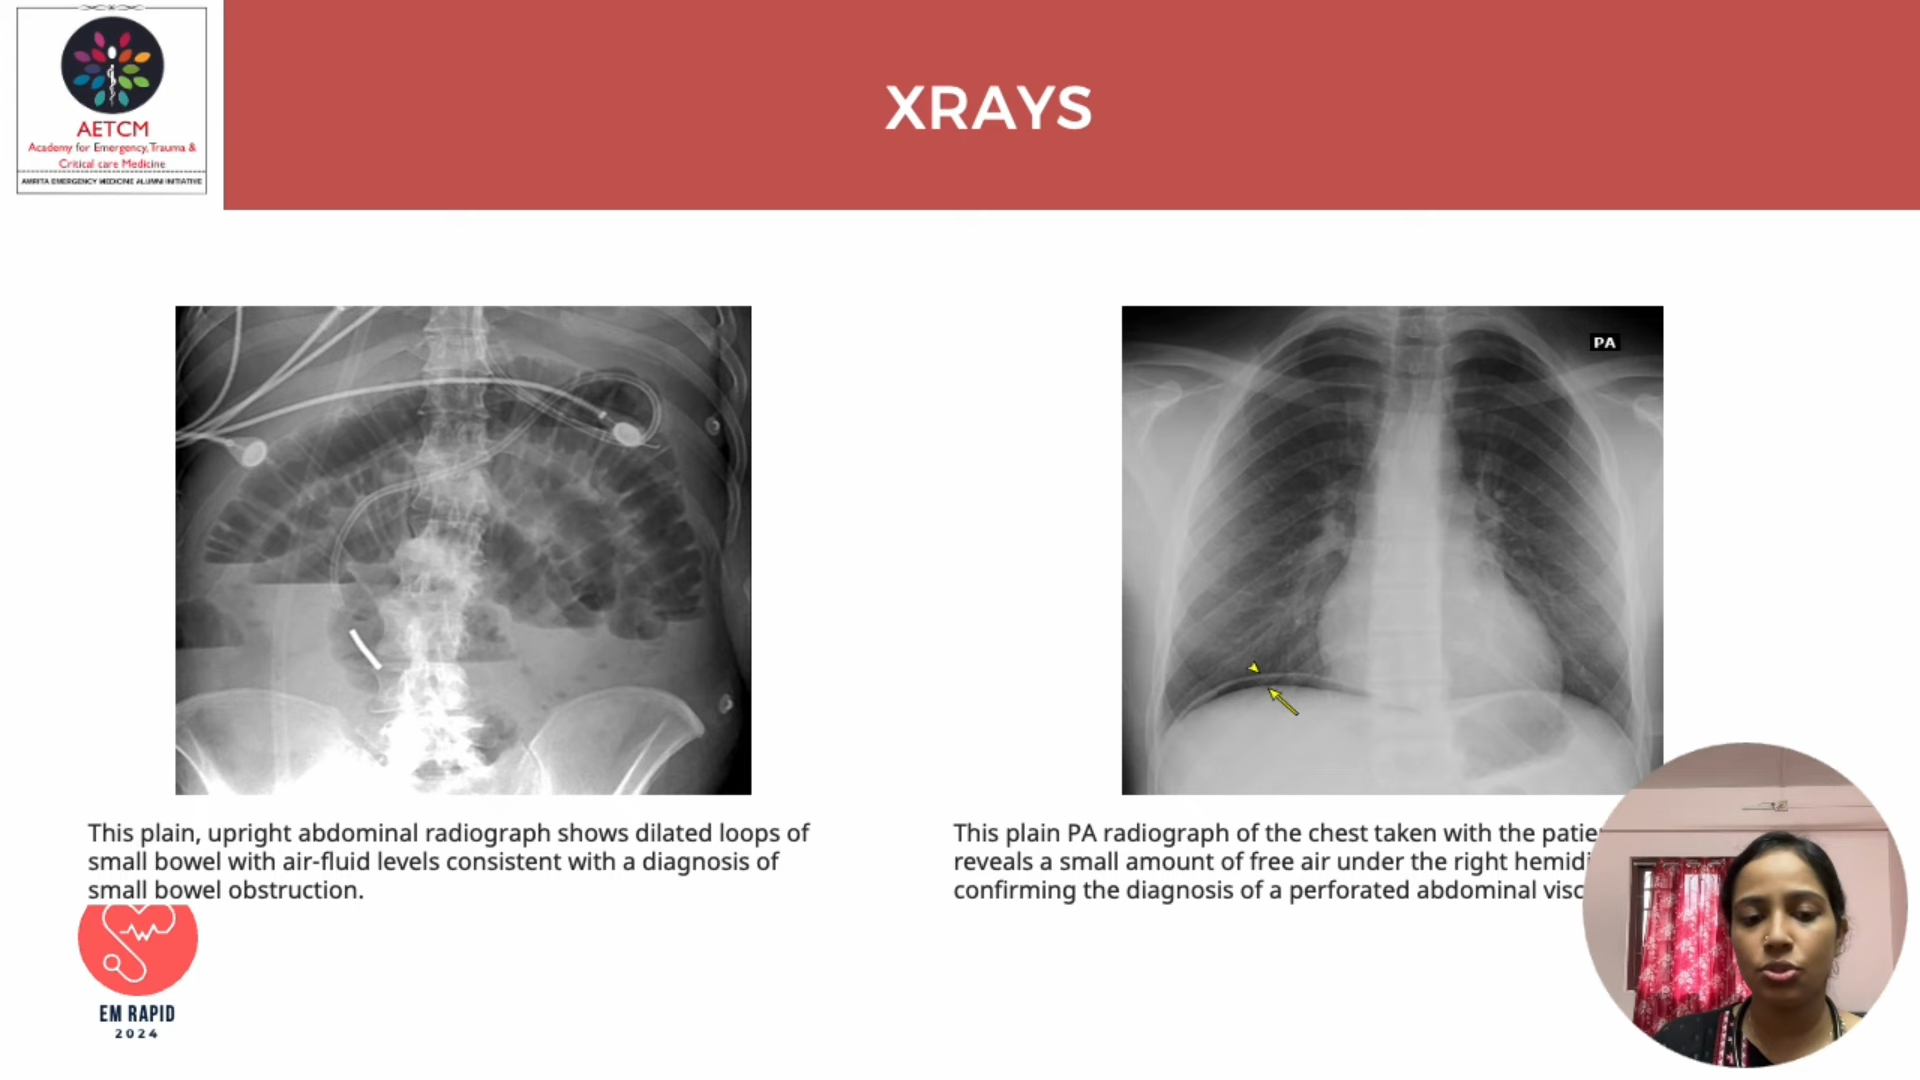 AETCM
Academy for Emergency, Trauma &
Critical care Medicine
AMRITA EMERGENCY MEDICINE ALUMNI INITIATIVE
XRAYS
PA
This plain, upright abdominal radiograph shows dilated loops of
small bowel with air-fluid levels consistent with a diagnosis of
small bowel obstruction.
This plain PA radiograph of the chest taken with the
reveals a small amount of free air under the right
confirming the diagnosis of a perforated abdominal
EM RAPID
2024